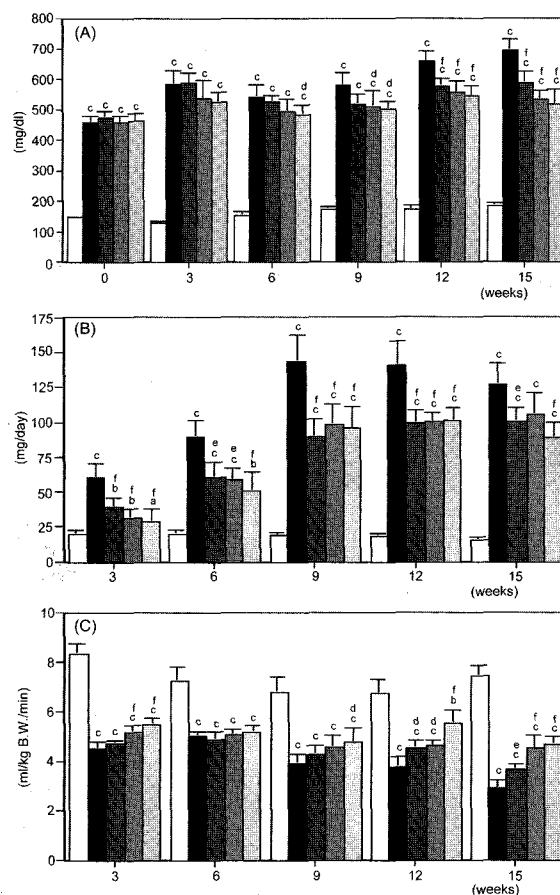 (A)
800
700
600
500
400
300
200
100
0
(mg/dl)
c c c c
c c c c
d
c c c c
d d
c c c c
f f f
c c c c
f f f
c c c c
0 3 6 9 12 15
(weeks)
(B)
175
150
125
100
75
50
25
0
(mg/day)
f f f
c b b a
e e f
c c c b
f f f
c c c c
f f f
c c c c
e f
c c c c
3 6 9 12 15
(weeks)
(C)
10
8
6
4
2
0
(ml/kg B.W./min)
f f
c c c c
c c c c
d
c c c c
d d f
c c c b
e f f
c c c c
3 6 9 12 15
(weeks)